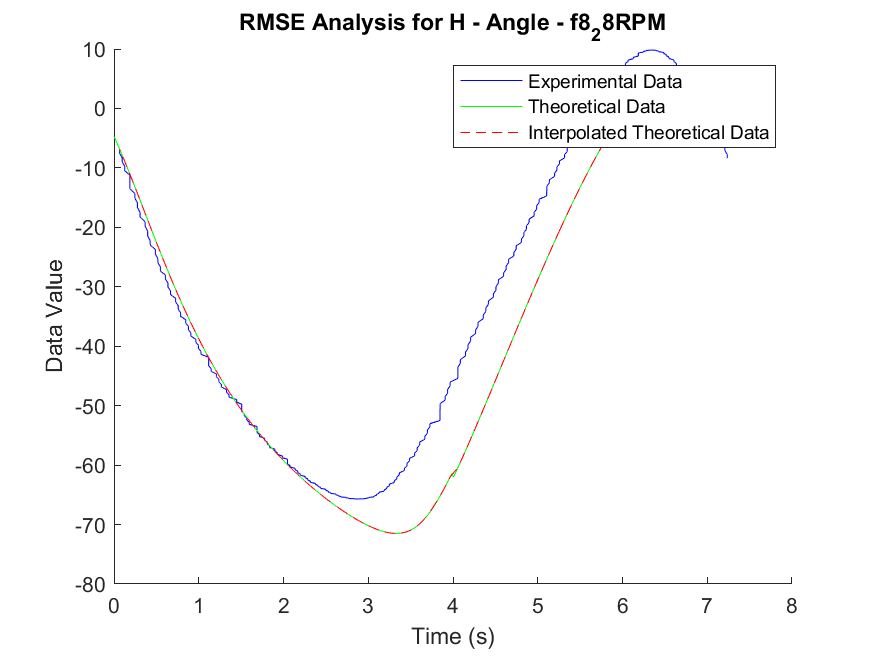 RMSE Analysis for H - Angle - f8₂8RPM
Experimental Data
Theoretical Data
Interpolated Theoretical Data
10
0
-10
-20
-30
-40
-50
-60
-70
-80
Data Value
0 1 2 3 4 5 6 7 8
Time (s)